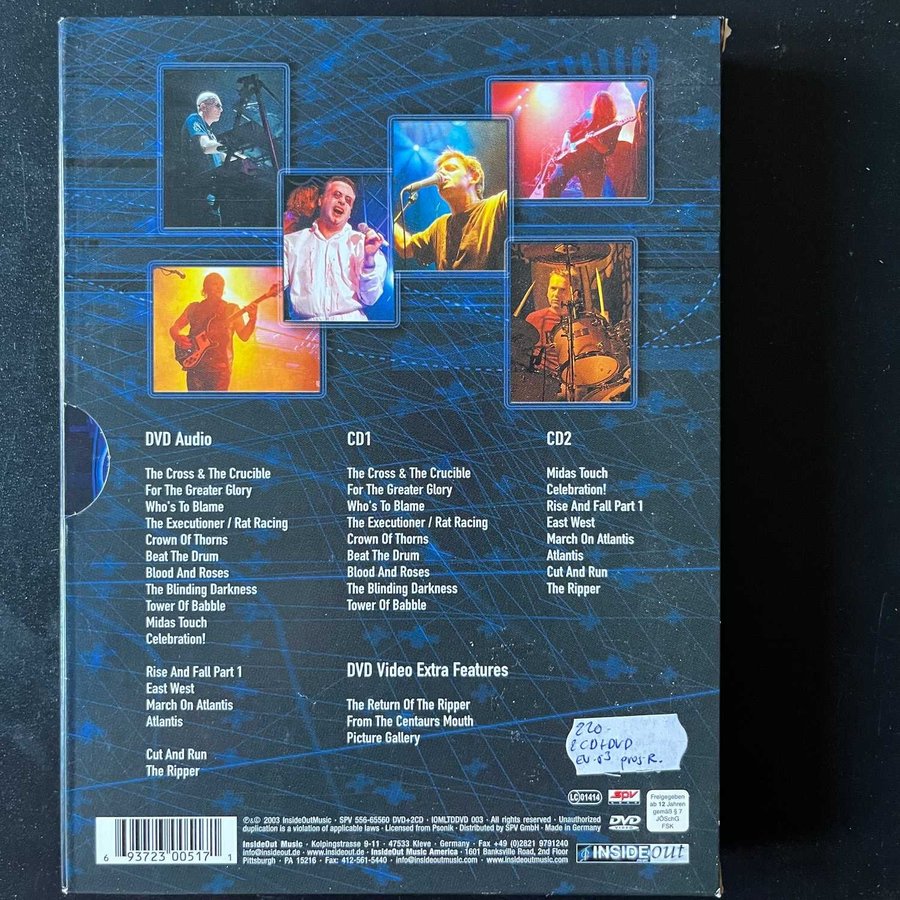 DVD Audio
The Cross & The Crucible
For The Greater Glory
Who's To Blame
The Executioner / Rat Racing
Crown Of Thorns
Beat The Drum
Blood And Roses
The Blinding Darkness
Tower Of Babble
Midas Touch
Celebration!
Rise And Fall Part 1
East West
March On Atlantis
Atlantis
Cut And Run
The Ripper
CD1
The Cross & The Crucible
For The Greater Glory
Who's To Blame
The Executioner / Rat Racing
Crown Of Thorns
Beat The Drum
Blood And Roses
The Blinding Darkness
Tower Of Babble
CD2
Midas Touch
Celebration!
Rise And Fall Part 1
East West
March On Atlantis
Atlantis
Cut And Run
The Ripper
DVD Video Extra Features
The Return Of The Ripper
From The Centaurs Mouth
Picture Gallery
220-
2CD+DVD
EU-03 prog R.
LC 01414
spv
DVD
VIDEO
Freigegeben
ab 12 Jahren
gemäß § 7
JÖSchG
FSK
℗&© 2003 InsideOutMusic · SPV 556-65560 DVD+2CD · IOMLTDDVD 003 · All rights reserved · Unauthorized
duplication is a violation of applicable laws · Licensed from Psonik · Distributed by SPV GmbH · Made in Germany
InsideOut Music · Kolpingstrasse 9-11 · 47533 Kleve · Germany · Fax +49 (0)2821 9791240
info@insideout.de · www.insideout.de · InsideOut Music America · 1601 Banksville Road, 2nd Floor
Pittsburgh · PA 15216 · Fax: 412-561-5440 · info@insideoutmusic.com · www.insideoutmusic.com
INSIDEout
6 93723 00517 1